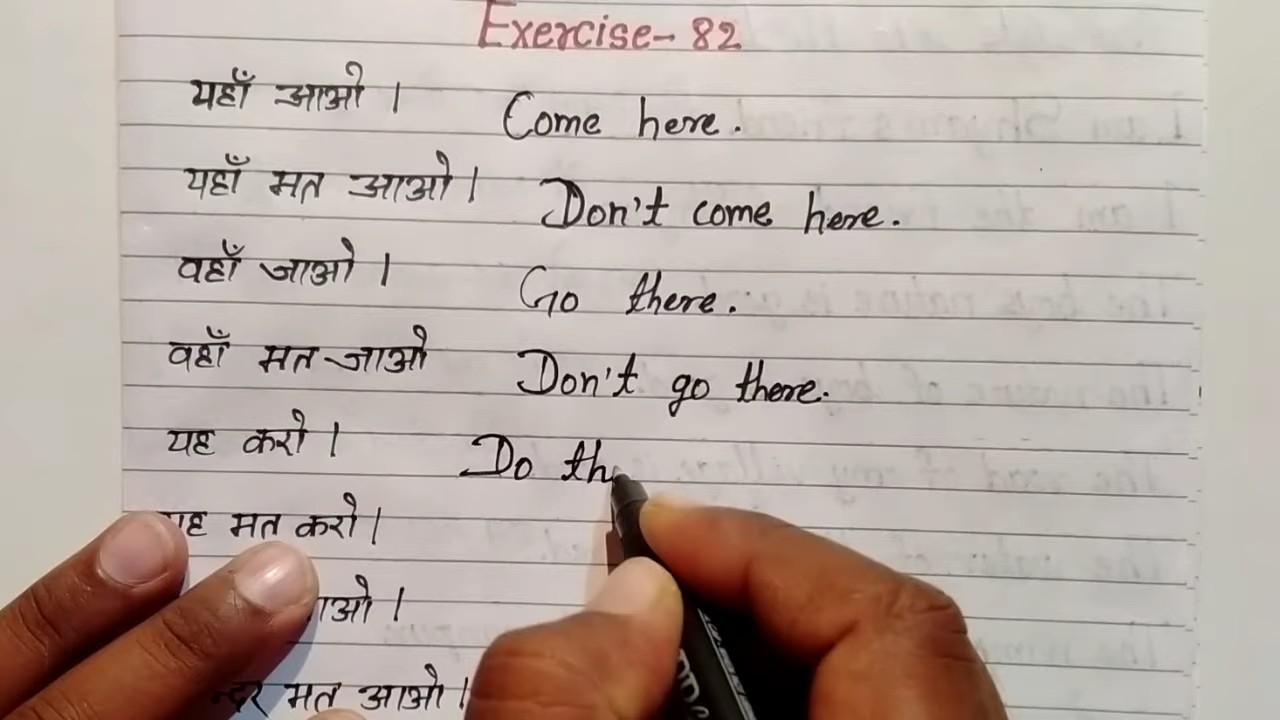 Exercise- 82
यहाँ आओ । Come here.
यहाँ मत आओ । Don't come here.
वहाँ जाओ । Go there.
वहाँ मत जाओ Don't go there.
यह करो । Do th
मत करो ।
मत आओ ।